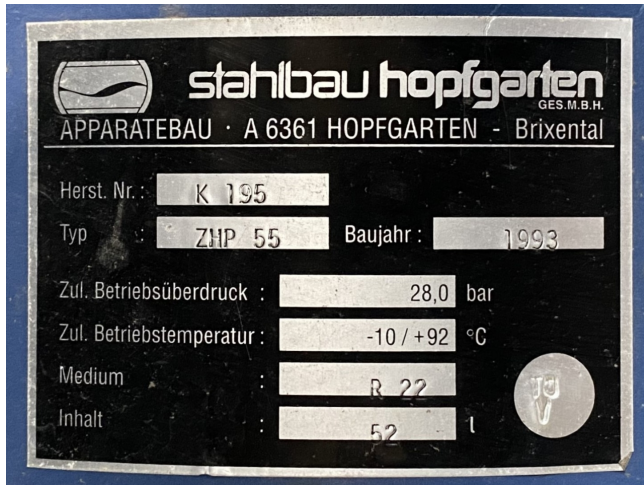 stahlbau hopfgarten
GES.M.B.H.
APPARATEBAU · A 6361 HOPFGARTEN - Brixental
Herst. Nr.: K 195
Typ : ZHP 55 Baujahr : 1993
Zul. Betriebsüberdruck : 28,0 bar
Zul. Betriebstemperatur : -10 / +92 °C
Medium : R 22
Inhalt : 52 l